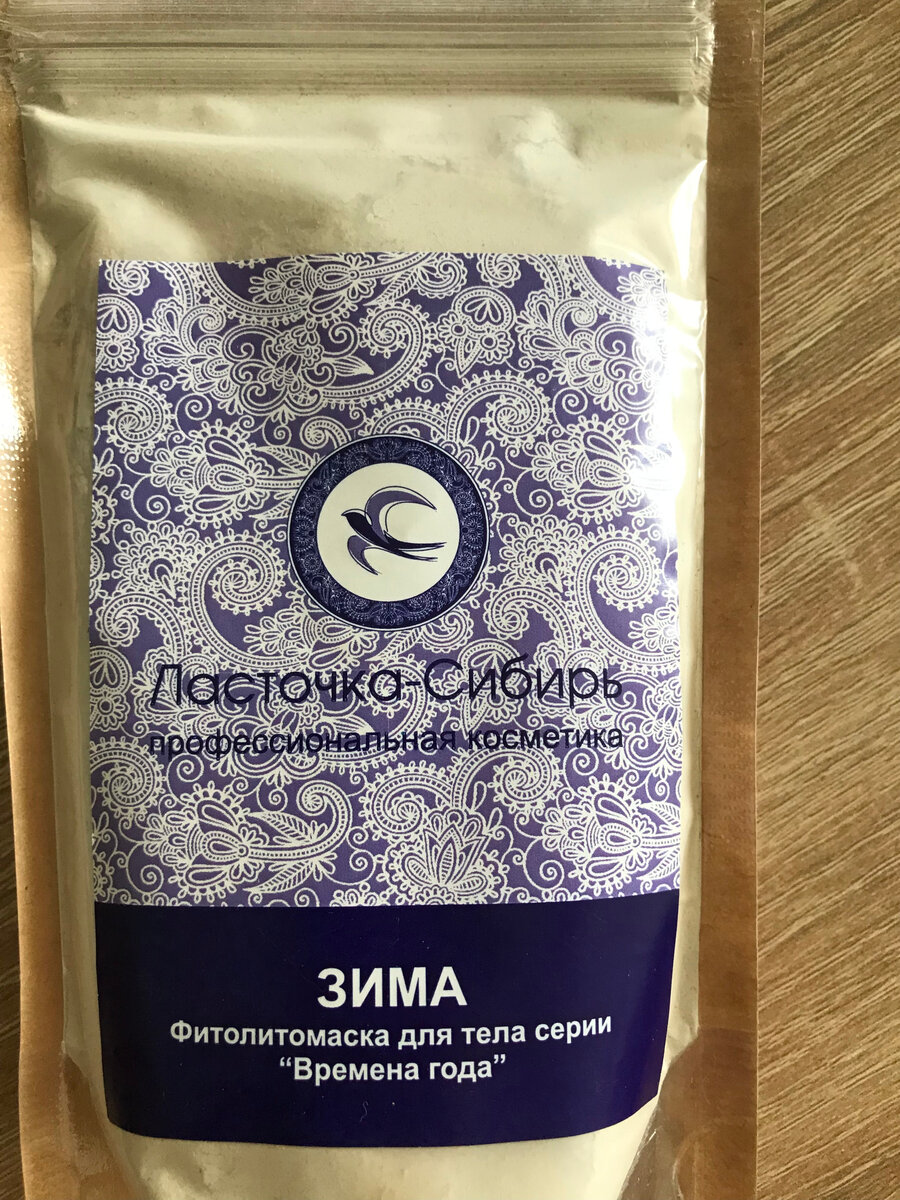 Ласточка-Сибирь
профессиональная косметика
ЗИМА
Фитолитомаска для тела серии
“Времена года”